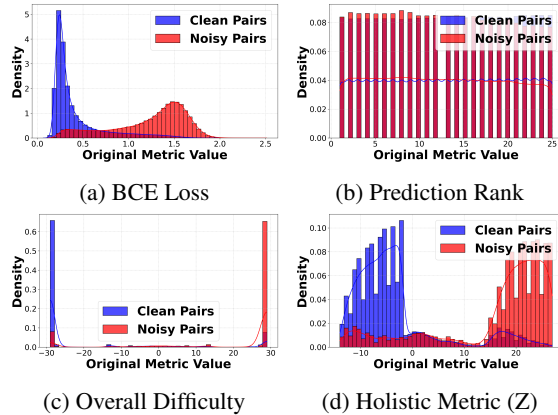 Density
5
4
3
2
1
0
Clean Pairs
Noisy Pairs
0.0 0.5 1.0 1.5 2.0 2.5
Original Metric Value
(a) BCE Loss
Density
0.08
0.06
0.04
0.02
0.00
Clean Pairs
Noisy Pairs
0 5 10 15 20 25
Original Metric Value
(b) Prediction Rank
Density
0.6
0.5
0.4
0.3
0.2
0.1
0.0
Clean Pairs
Noisy Pairs
−30 −20 −10 0 10 20 30
Original Metric Value
(c) Overall Difficulty
Density
0.10
0.08
0.06
0.04
0.02
0.00
Clean Pairs
Noisy Pairs
−10 0 10 20
Original Metric Value
(d) Holistic Metric (Z)